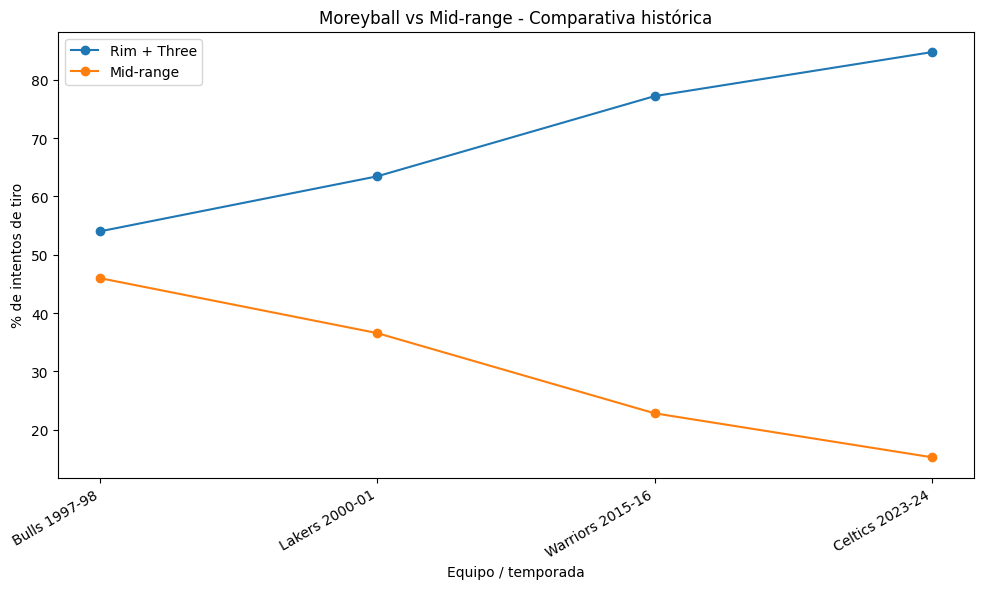 Moreyball vs Mid-range - Comparativa histórica
Rim + Three
Mid-range
% de intentos de tiro
80
70
60
50
40
30
20
Bulls 1997-98
Lakers 2000-01
Warriors 2015-16
Celtics 2023-24
Equipo / temporada